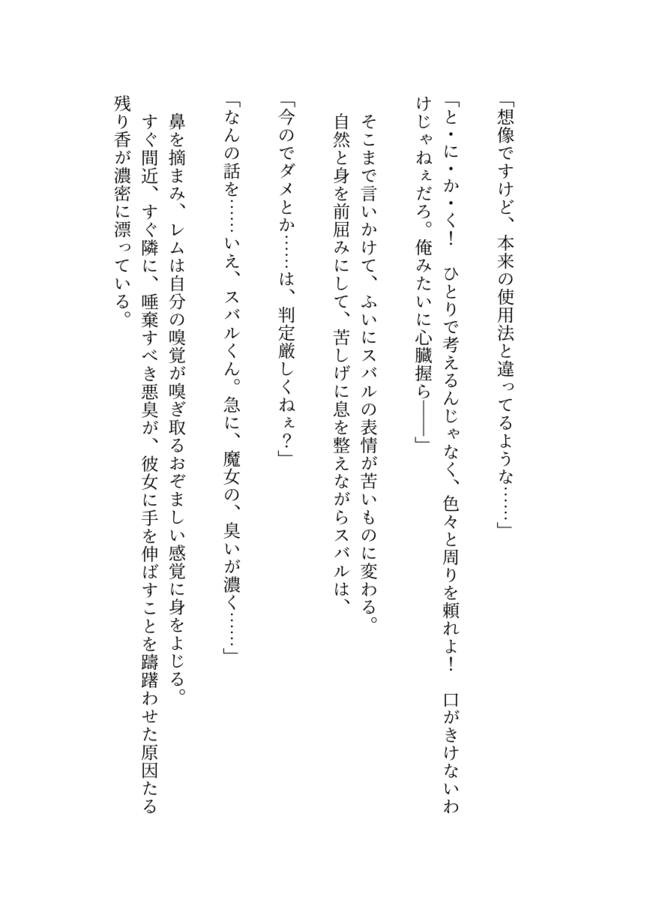 「想像ですけど、本来の使用法と違ってるような……」
「と・に・か・く！　ひとりで考えるんじゃなく、色々と周りを頼れよ！　口がきけないわ
けじゃねぇだろ。俺みたいに心臓握ら――」
　そこまで言いかけて、ふいにスバルの表情が苦いものに変わる。
　自然と身を前屈みにして、苦しげに息を整えながらスバルは、
「今のでダメとか……は、判定厳しくねぇ？」
「なんの話を……いえ、スバルくん。急に、魔女の、臭いが濃く……」
　鼻を摘まみ、レムは自分の嗅覚が嗅ぎ取るおぞましい感覚に身をよじる。
　すぐ間近、すぐ隣に、唾棄すべき悪臭が、彼女に手を伸ばすことを躊躇わせた原因たる
残り香が濃密に漂っている。